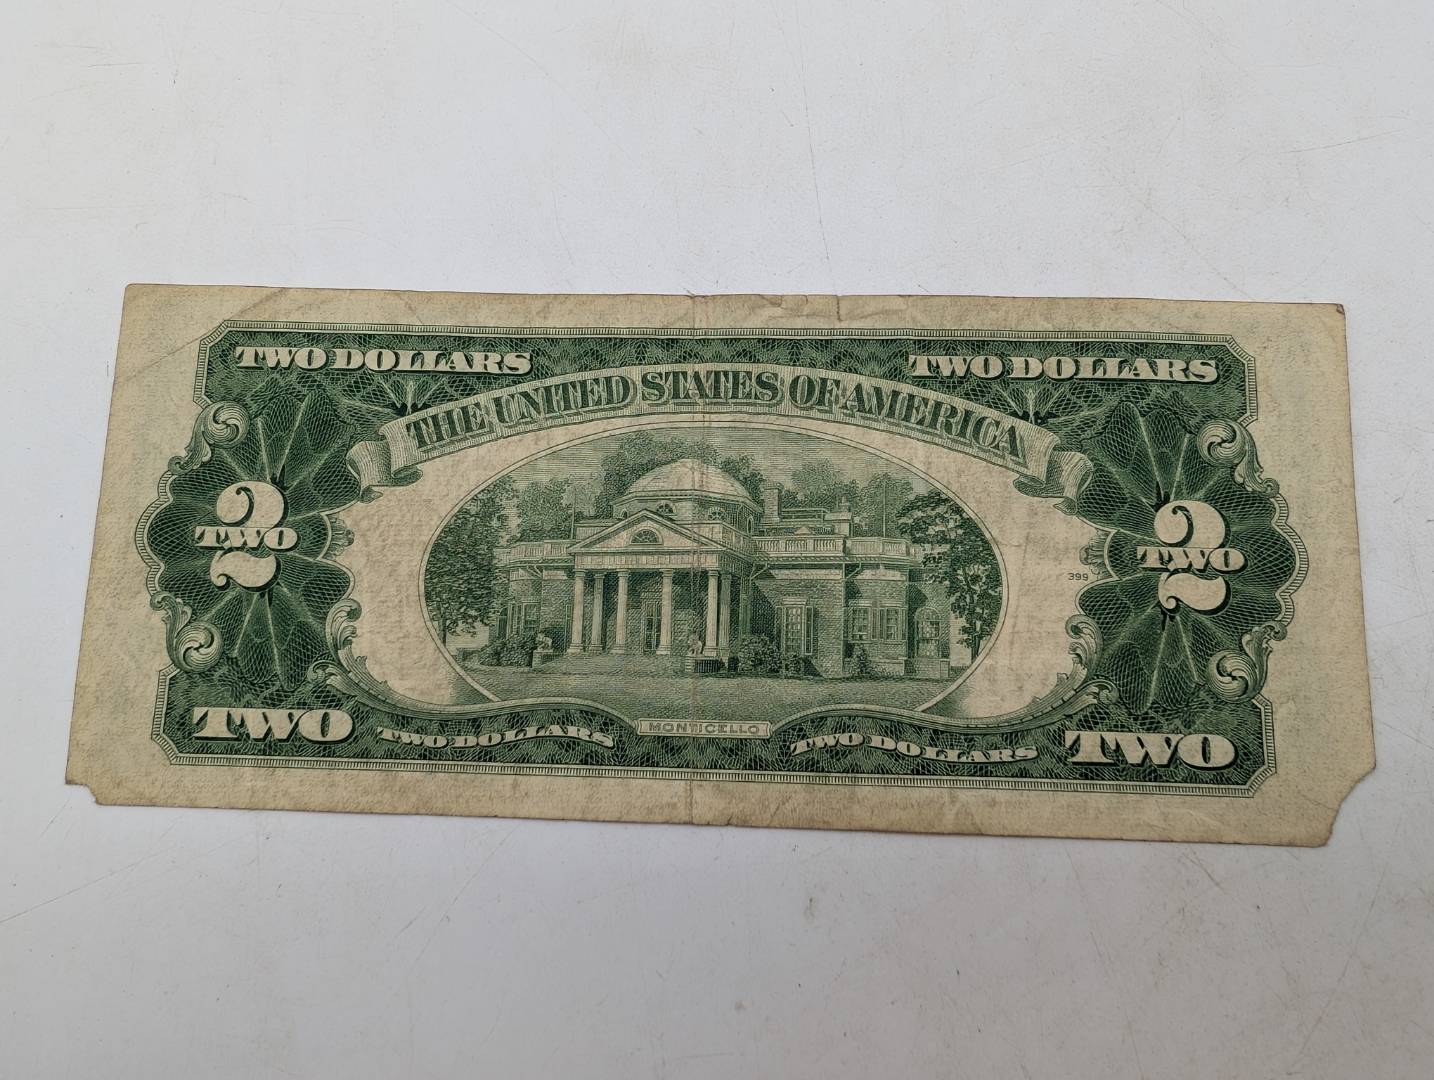 TWO DOLLARS TWO DOLLARS
THE UNITED STATES OF AMERICA
2 TWO
2 TWO
399
TWO TWO DOLLARS MONTICELLO TWO DOLLARS TWO